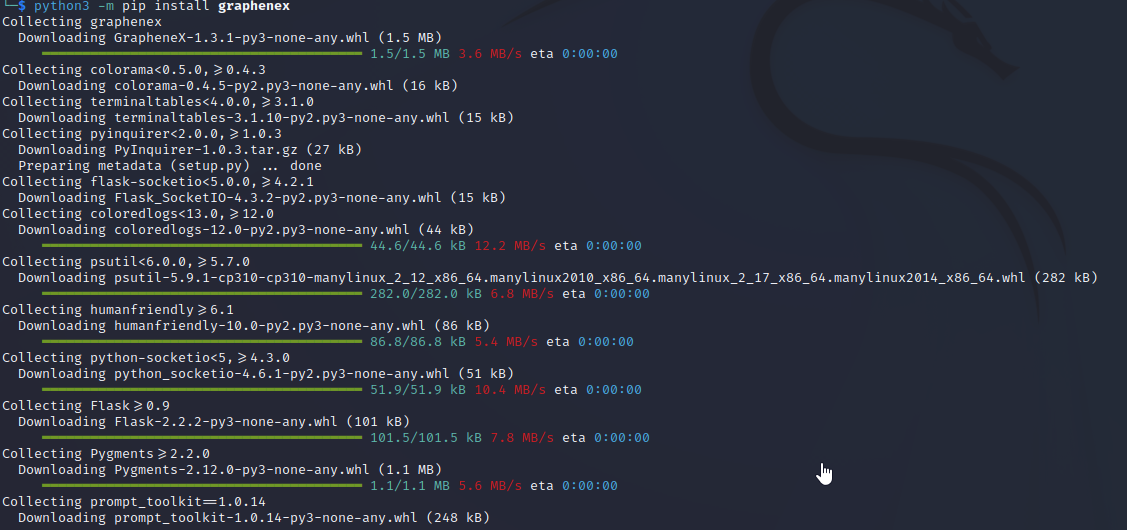 └─$ python3 -m pip install graphenex
Collecting graphenex
  Downloading GrapheneX-1.3.1-py3-none-any.whl (1.5 MB)
     ━━━━━━━━━━━━━━━━━━━━━━━━━━━━━━━━━━━━━━━━ 1.5/1.5 MB 3.6 MB/s eta 0:00:00
Collecting colorama<0.5.0,>=0.4.3
  Downloading colorama-0.4.5-py2.py3-none-any.whl (16 kB)
Collecting terminaltables<4.0.0,>=3.1.0
  Downloading terminaltables-3.1.10-py2.py3-none-any.whl (15 kB)
Collecting pyinquirer<2.0.0,>=1.0.3
  Downloading PyInquirer-1.0.3.tar.gz (27 kB)
  Preparing metadata (setup.py) ... done
Collecting flask-socketio<5.0.0,>=4.2.1
  Downloading Flask_SocketIO-4.3.2-py2.py3-none-any.whl (15 kB)
Collecting coloredlogs<13.0,>=12.0
  Downloading coloredlogs-12.0-py2.py3-none-any.whl (44 kB)
     ━━━━━━━━━━━━━━━━━━━━━━━━━━━━━━━━━━━━━━━━ 44.6/44.6 kB 12.2 MB/s eta 0:00:00
Collecting psutil<6.0.0,>=5.7.0
  Downloading psutil-5.9.1-cp310-cp310-manylinux_2_12_x86_64.manylinux2010_x86_64.manylinux_2_17_x86_64.manylinux2014_x86_64.whl (282 kB)
     ━━━━━━━━━━━━━━━━━━━━━━━━━━━━━━━━━━━━━━━━ 282.0/282.0 kB 6.8 MB/s eta 0:00:00
Collecting humanfriendly>=6.1
  Downloading humanfriendly-10.0-py2.py3-none-any.whl (86 kB)
     ━━━━━━━━━━━━━━━━━━━━━━━━━━━━━━━━━━━━━━━━ 86.8/86.8 kB 5.4 MB/s eta 0:00:00
Collecting python-socketio<5,>=4.3.0
  Downloading python_socketio-4.6.1-py2.py3-none-any.whl (51 kB)
     ━━━━━━━━━━━━━━━━━━━━━━━━━━━━━━━━━━━━━━━━ 51.9/51.9 kB 10.4 MB/s eta 0:00:00
Collecting Flask>=0.9
  Downloading Flask-2.2.2-py3-none-any.whl (101 kB)
     ━━━━━━━━━━━━━━━━━━━━━━━━━━━━━━━━━━━━━━━━ 101.5/101.5 kB 7.8 MB/s eta 0:00:00
Collecting Pygments>=2.2.0
  Downloading Pygments-2.12.0-py3-none-any.whl (1.1 MB)
     ━━━━━━━━━━━━━━━━━━━━━━━━━━━━━━━━━━━━━━━━ 1.1/1.1 MB 5.6 MB/s eta 0:00:00
Collecting prompt_toolkit==1.0.14
  Downloading prompt_toolkit-1.0.14-py3-none-any.whl (248 kB)